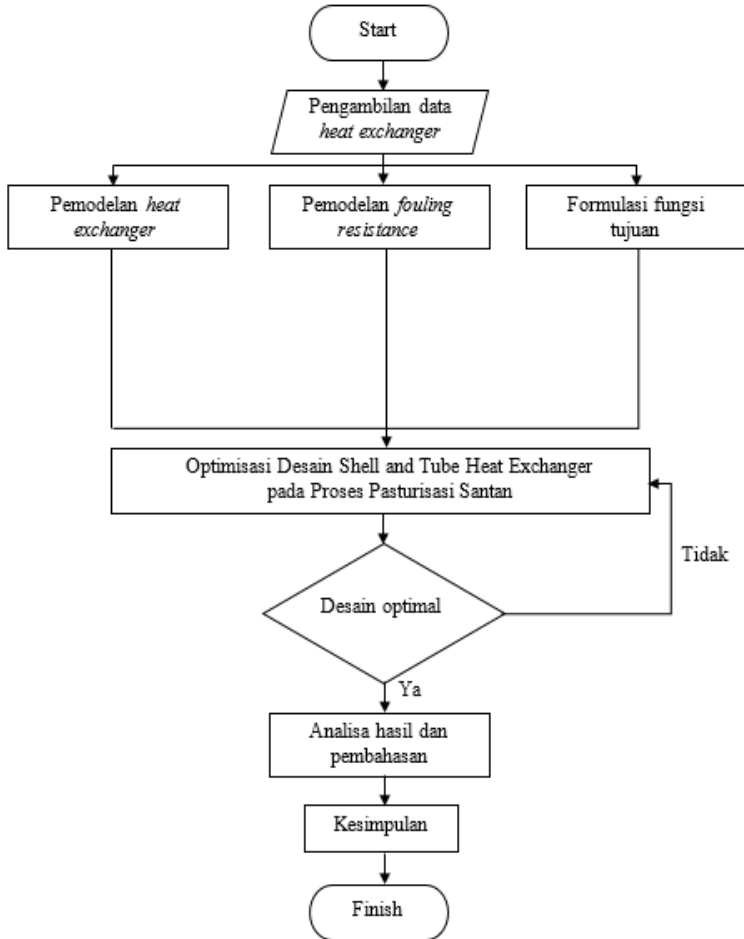 Start
Pengambilan data
heat exchanger
Pemodelan heat
exchanger
Pemodelan fouling
resistance
Formulasi fungsi
tujuan
Optimisasi Desain Shell and Tube Heat Exchanger
pada Proses Pasturisasi Santan
Tidak
Desain optimal
Ya
Analisa hasil dan
pembahasan
Kesimpulan
Finish